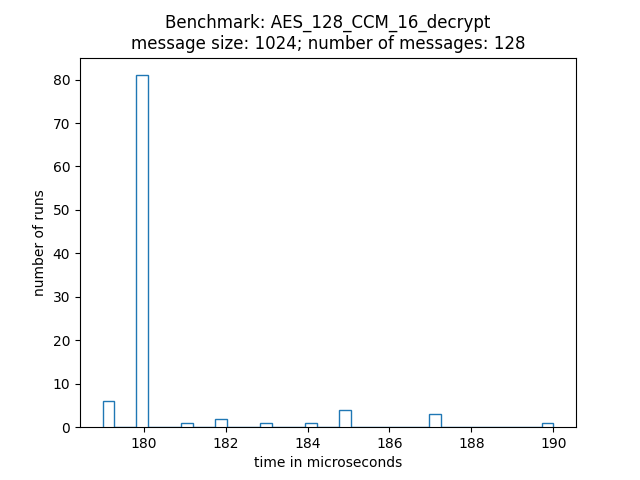 Benchmark: AES_128_CCM_16_decrypt
message size: 1024; number of messages: 128
80
70
60
50
40
30
20
10
0
number of runs
180 182 184 186 188 190
time in microseconds